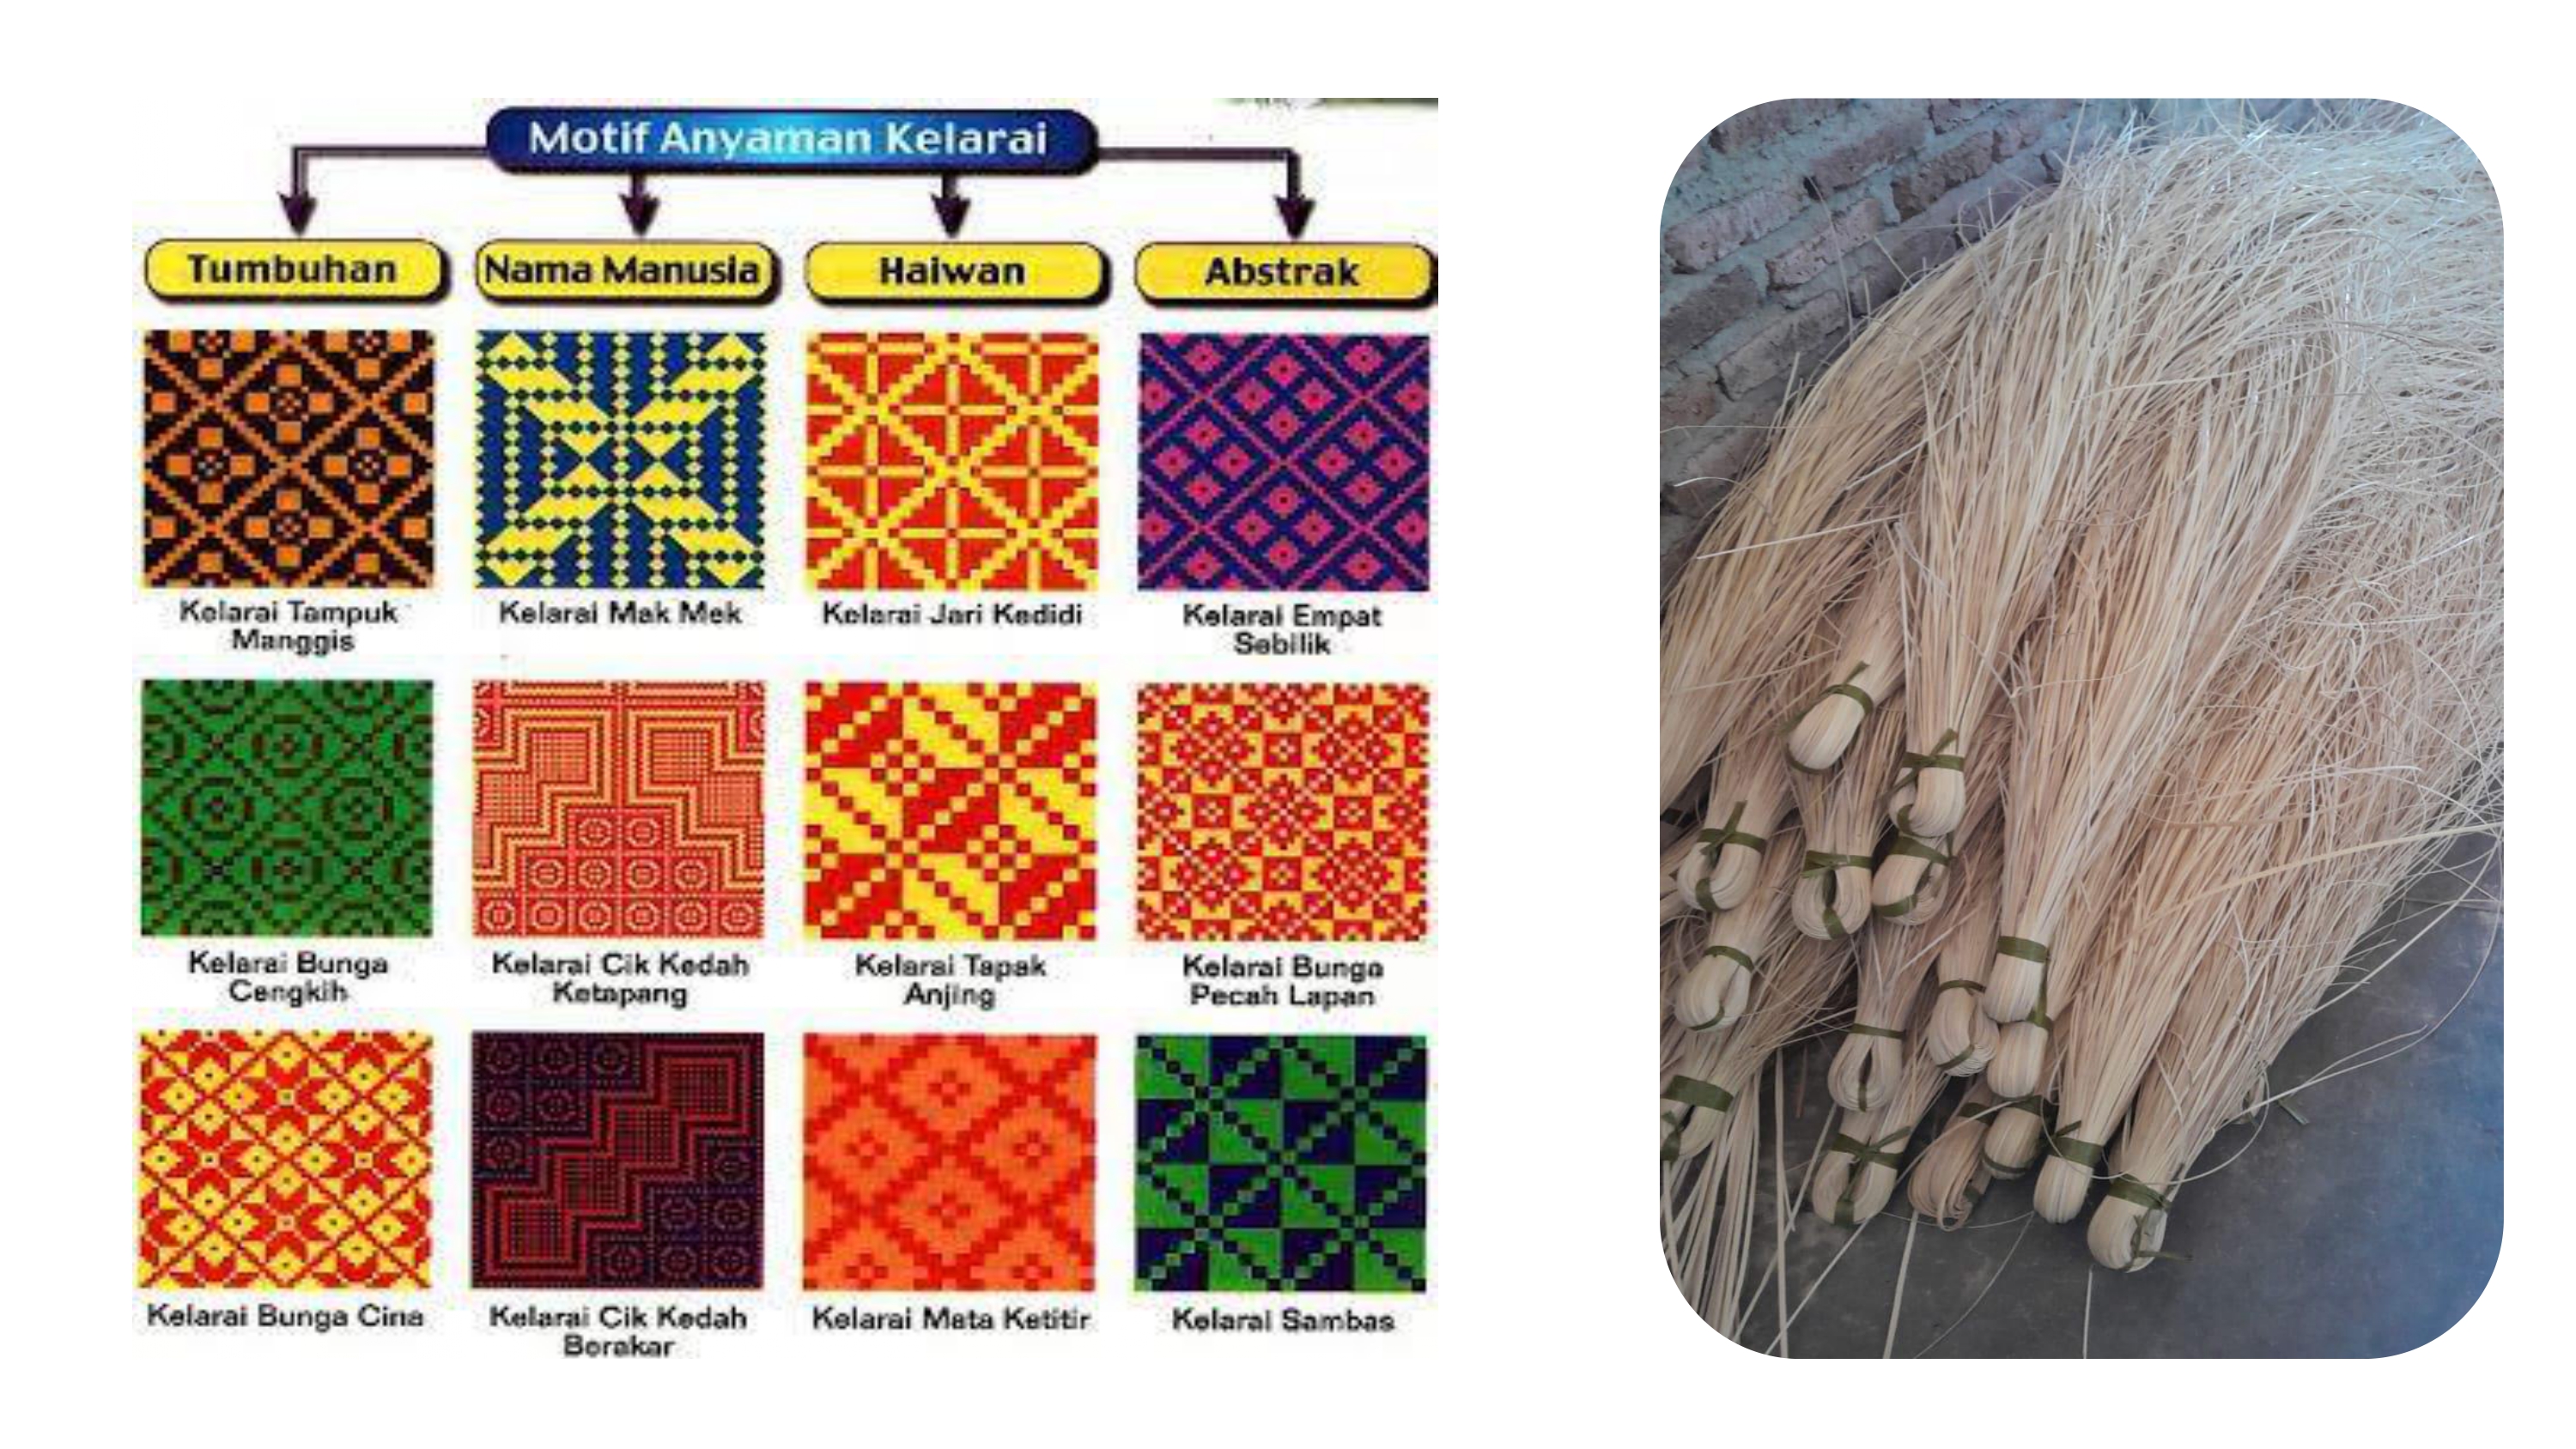 Motif Anyaman Kelarai
Tumbuhan
Nama Manusia
Haiwan
Abstrak
Kelarai Tampuk
Manggis
Kelarai Mak Mek
Kelarai Jari Kedidi
Kelarai Empat
Sebilik
Kelarai Bunga
Cengkih
Kelarai Cik Kedah
Ketapang
Kelarai Tapak
Anjing
Kelarai Bunga
Pecah Lapan
Kelarai Bunga Cina
Kelarai Cik Kedah
Berakar
Kelarai Mata Ketitir
Kelarai Sambas